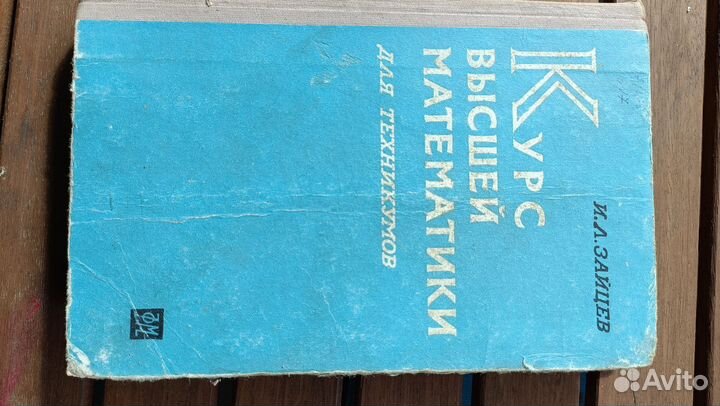 И.Л.ЗАЙЦЕВ
КУРС
ВЫСШЕЙ
МАТЕМАТИКИ
ДЛЯ ТЕХНИКУМОВ
Avito